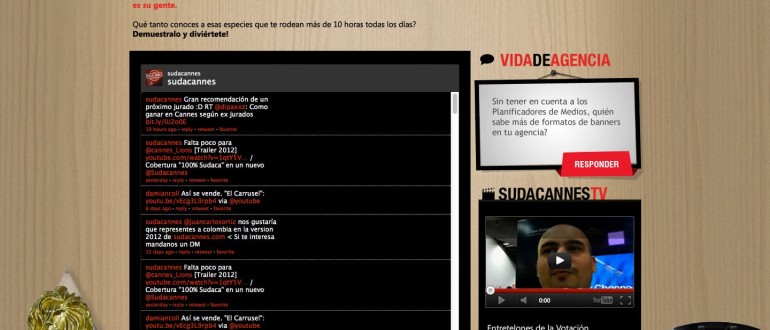 es su gente.
Qué tanto conoces a esas especies que te rodean más de 10 horas todas los días?
Demuestralo y diviértete!
sudacannes
sudacannes
sudacannes Gran recomendación de un
próximo jurado :D RT @dipaxxz: Como
ganar en Cannes según ex jurados
bit.ly/IU2o0E
19 hours ago • reply • retweet • favorite
sudacannes Falta poco para
@cannes_Lions [Trailer 2012]
youtube.com/watch?v=1qtY5V... /
Cobertura "100% Sudaca" en un nuevo
@Sudacannes
yesterday • reply • retweet • favorite
damiancoll Así se vende. "El Carrusel":
youtu.be/vEcg3L9rpb4 via @youtube
8 days ago • reply • retweet • favorite
sudacannes @juancarlosortiz nos gustaría
que representes a colombia en la version
2012 de sudacannes.com < Si te interesa
mandanos un DM
15 days ago • reply • retweet • favorite
sudacannes Falta poco para
@cannes_Lions [Trailer 2012]
youtube.com/watch?v=1qtY5V... /
Cobertura "100% Sudaca" en un nuevo
@Sudacannes
yesterday • reply • retweet • favorite
damiancoll Así se vende. "El Carrusel":
youtu.be/vEcg3L9rpb4 via @youtube
VIDADEAGENCIA
Sin tener en cuenta a los
Planificadores de Medios, quién
sabe más de formatos de banners
en tu agencia?
RESPONDER
SUDACANNESTV
0:00
YouTube
Entretelones de la Votación